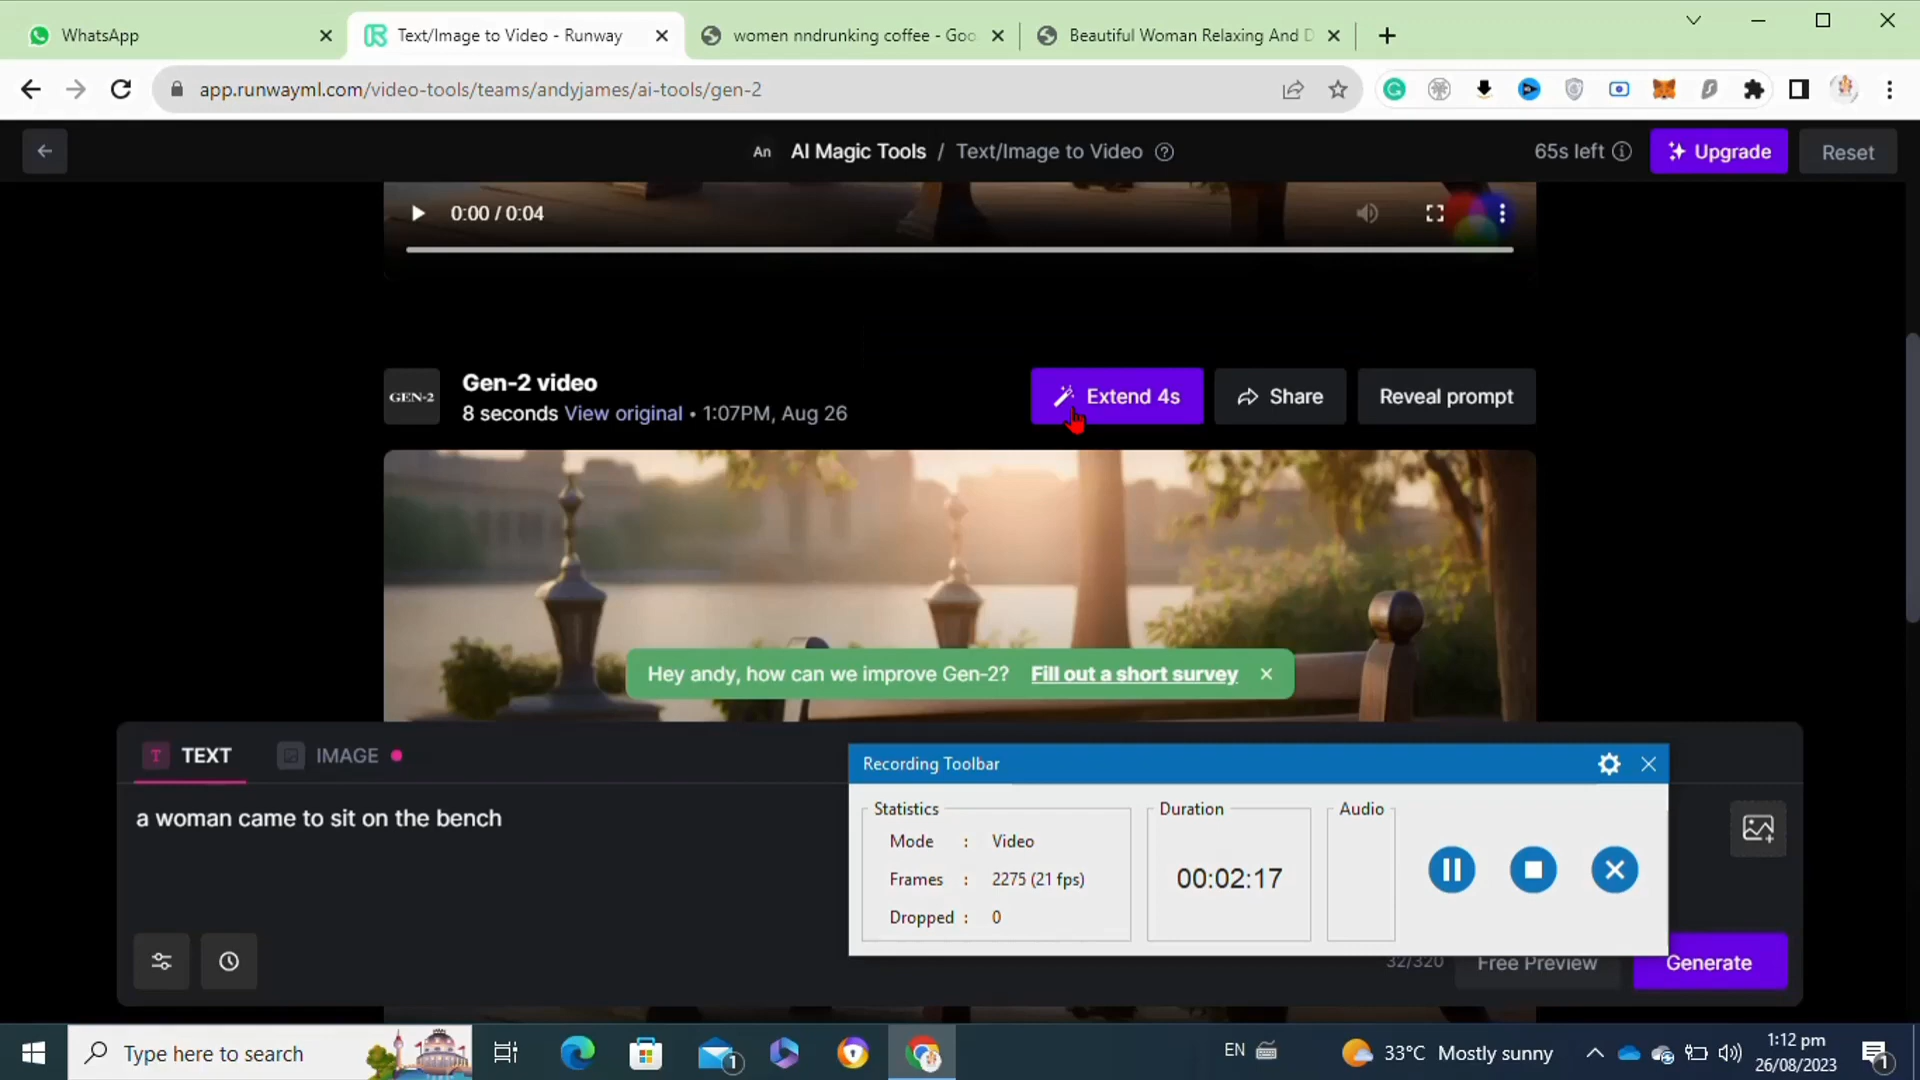 WhatsApp
Text/Image to Video - Runway
women nndrunking coffee - Goo
Beautiful Woman Relaxing And D
app.runwayml.com/video-tools/teams/andyjames/ai-tools/gen-2
An AI Magic Tools / Text/Image to Video
65s left
Upgrade
Reset
0:00 / 0:04
GEN-2
Gen-2 video
8 seconds View original • 1:07PM, Aug 26
Extend 4s
Share
Reveal prompt
Hey andy, how can we improve Gen-2? Fill out a short survey
T TEXT
IMAGE
a woman came to sit on the bench
Recording Toolbar
Statistics
Mode : Video
Frames : 2275 (21 fps)
Dropped : 0
Duration
00:02:17
Audio
32/320
Free Preview
Generate
Type here to search
1
EN
33°C Mostly sunny
1:12 pm
26/08/2023
1